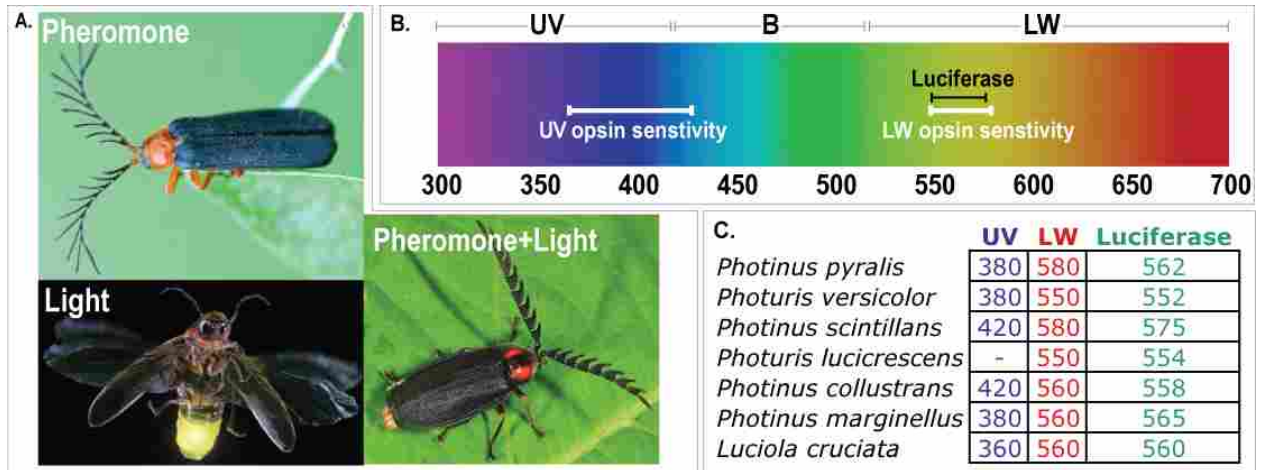 A.
Pheromone
Light
Pheromone+Light
B.
UV B LW
Luciferase
UV opsin senstivity LW opsin senstivity
300 350 400 450 500 550 600 650 700
C.
UV LW Luciferase
Photinus pyralis 380 580 562
Photuris versicolor 380 550 552
Photinus scintillans 420 580 575
Photuris lucicrescens - 550 554
Photinus collustrans 420 560 558
Photinus marginellus 380 560 565
Luciola cruciata 360 560 560